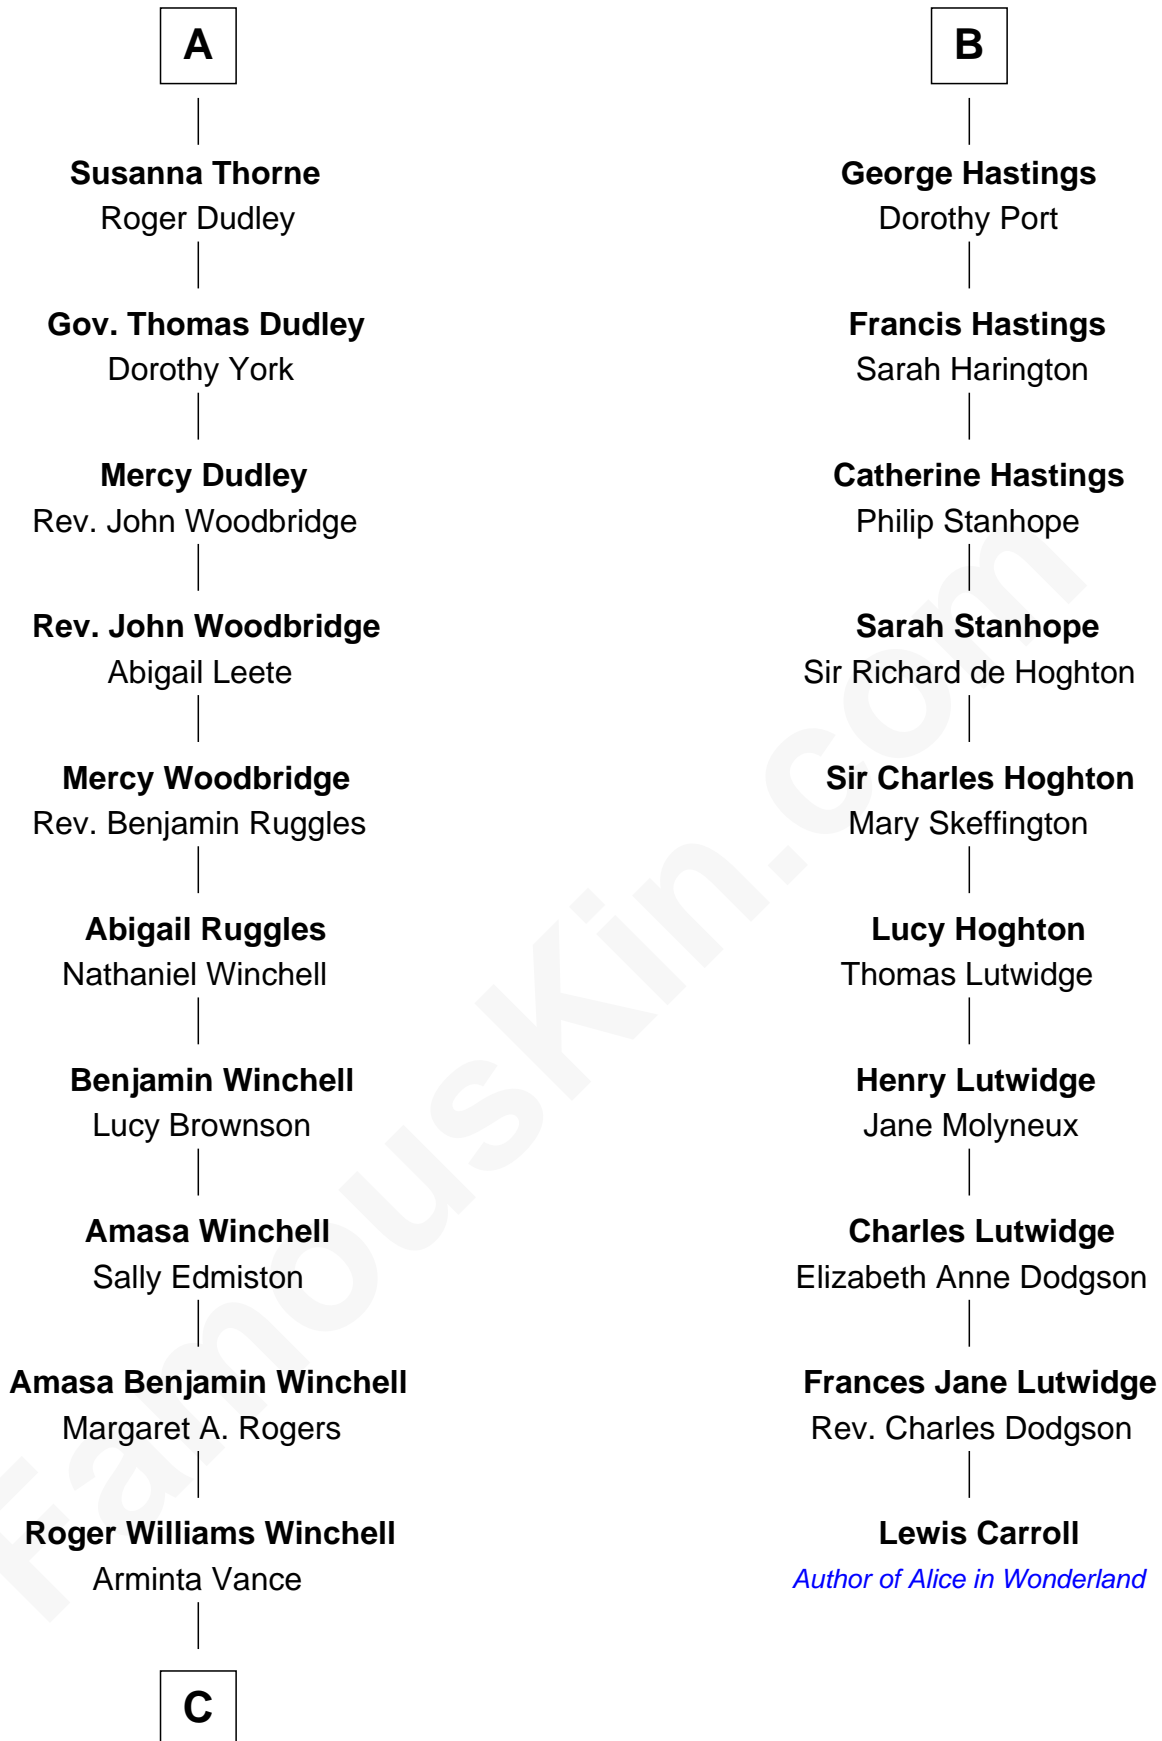 A
Susanna Thorne
Roger Dudley
Gov. Thomas Dudley
Dorothy York
Mercy Dudley
Rev. John Woodbridge
Rev. John Woodbridge
Abigail Leete
Mercy Woodbridge
Rev. Benjamin Ruggles
Abigail Ruggles
Nathaniel Winchell
Benjamin Winchell
Lucy Brownson
Amasa Winchell
Sally Edmiston
Amasa Benjamin Winchell
Margaret A. Rogers
Roger Williams Winchell
Arminta Vance
C
B
George Hastings
Dorothy Port
Francis Hastings
Sarah Harington
Catherine Hastings
Philip Stanhope
Sarah Stanhope
Sir Richard de Hoghton
Sir Charles Hoghton
Mary Skeffington
Lucy Hoghton
Thomas Lutwidge
Henry Lutwidge
Jane Molyneux
Charles Lutwidge
Elizabeth Anne Dodgson
Frances Jane Lutwidge
Rev. Charles Dodgson
Lewis Carroll
Author of Alice in Wonderland
FamousKin.com